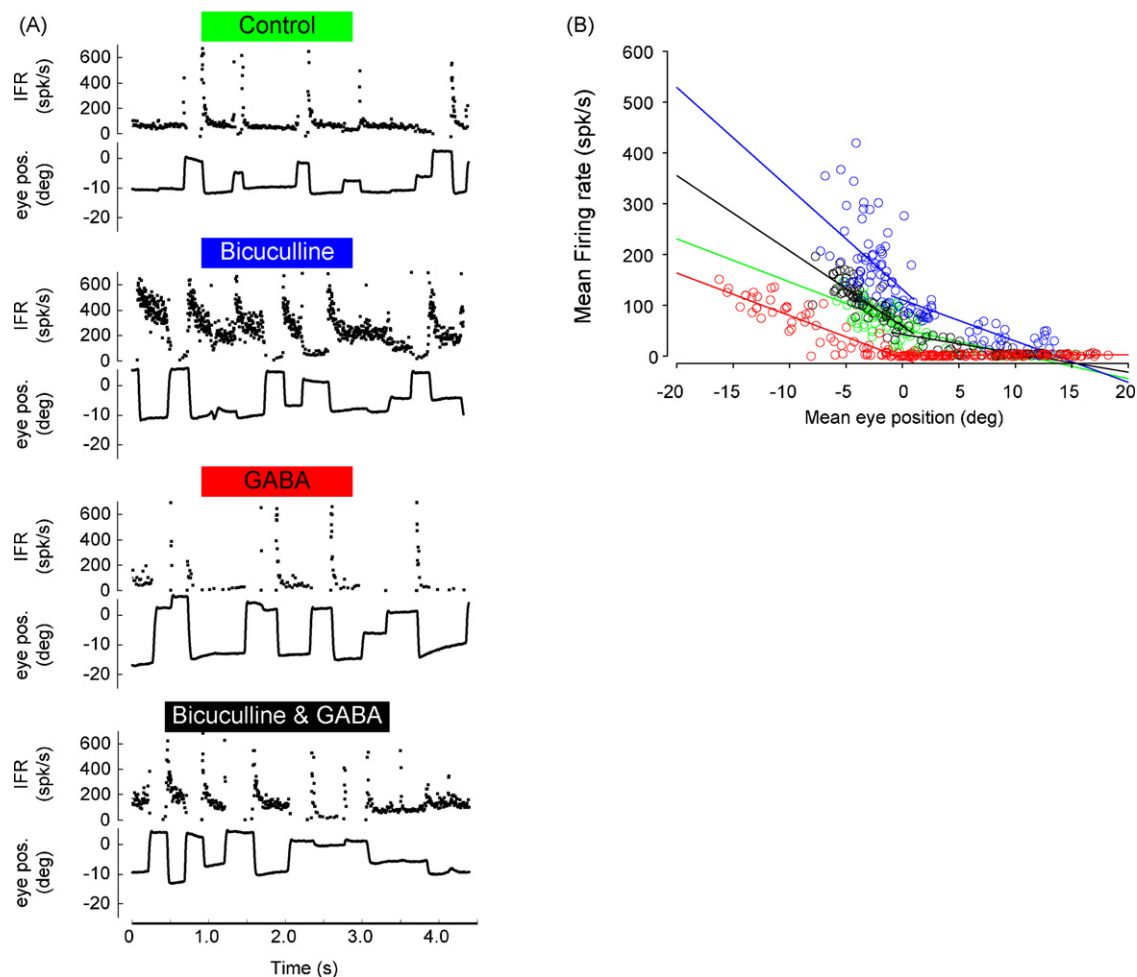 (A)
Control
IFR
(spk/s)
600
400
200
0
eye pos.
(deg)
0
-10
-20
Bicuculline
IFR
(spk/s)
600
400
200
0
eye pos.
(deg)
0
-10
-20
GABA
IFR
(spk/s)
600
400
200
0
eye pos.
(deg)
0
-10
-20
Bicuculline & GABA
IFR
(spk/s)
600
400
200
0
eye pos.
(deg)
0
-10
-20
0 1.0 2.0 3.0 4.0
Time (s)
(B)
Mean Firing rate (spk/s)
600
500
400
300
200
100
0
-20 -15 -10 -5 0 5 10 15 20
Mean eye position (deg)